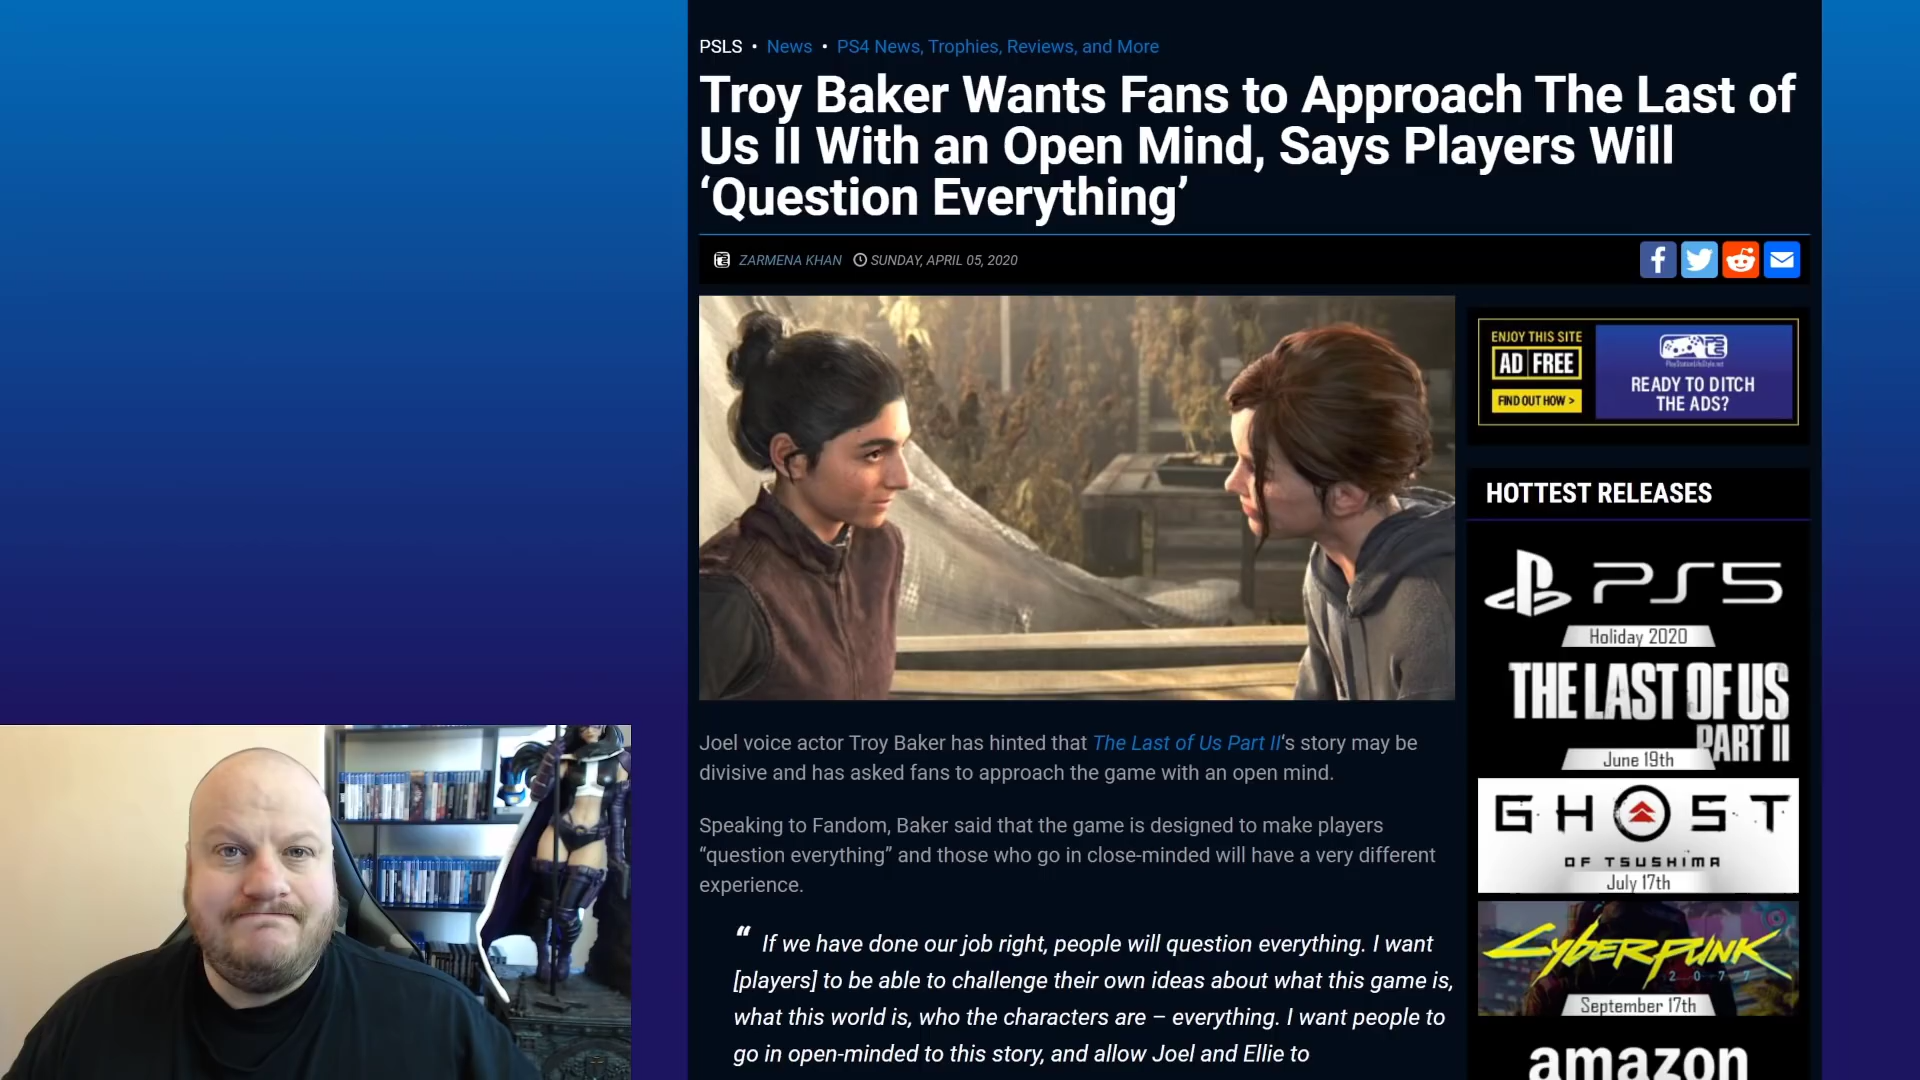 PSLS • News • PS4 News, Trophies, Reviews, and More
Troy Baker Wants Fans to Approach The Last of
Us II With an Open Mind, Says Players Will
‘Question Everything’
ZARMENA KHAN SUNDAY, APRIL 05, 2020
ENJOY THIS SITE
AD FREE
FIND OUT HOW >
READY TO DITCH
THE ADS?
HOTTEST RELEASES
PS5
Holiday 2020
THE LAST OF US
PART II
June 19th
GHOST
OF TSUSHIMA
July 17th
CYBERPUNK
2077
September 17th
amazon
Joel voice actor Troy Baker has hinted that The Last of Us Part II‘s story may be
divisive and has asked fans to approach the game with an open mind.
Speaking to Fandom, Baker said that the game is designed to make players
“question everything” and those who go in close-minded will have a very different
experience.
“ If we have done our job right, people will question everything. I want
[players] to be able to challenge their own ideas about what this game is,
what this world is, who the characters are – everything. I want people to
go in open-minded to this story, and allow Joel and Ellie to